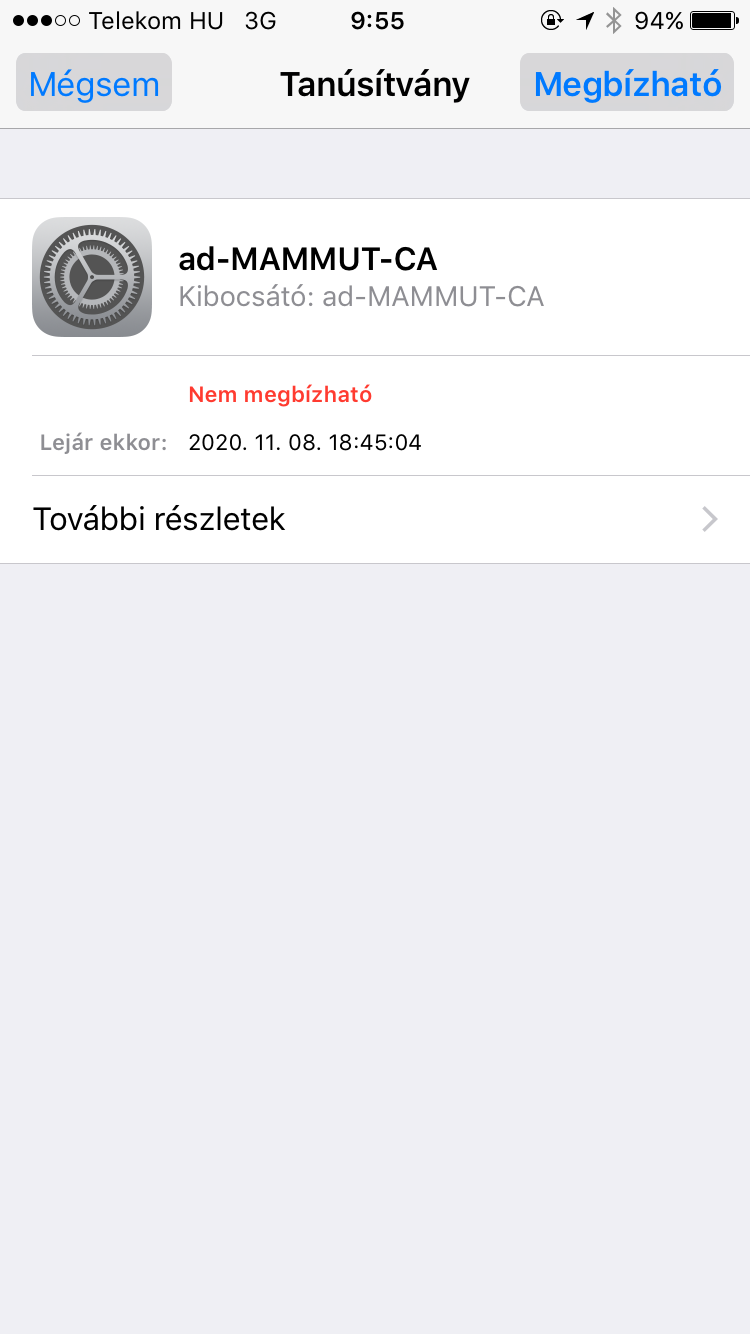 Telekom HU 3G 9:55 94%
Mégsem Tanúsítvány Megbízható
ad-MAMMUT-CA
Kibocsátó: ad-MAMMUT-CA
Nem megbízható
Lejár ekkor: 2020. 11. 08. 18:45:04
További részletek